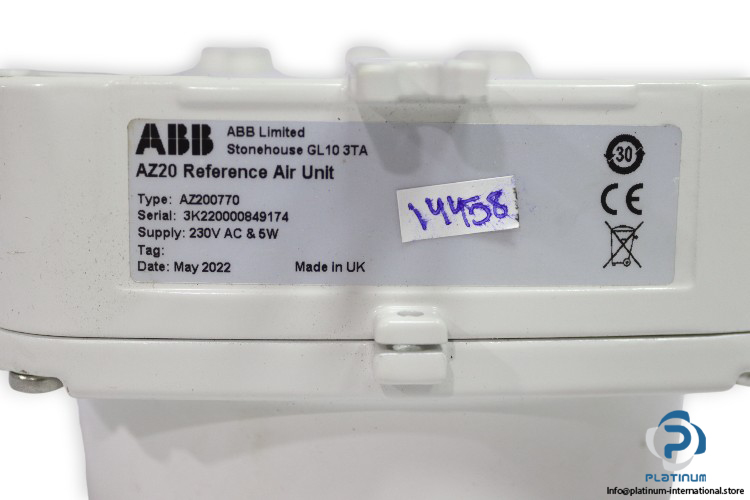 ABB
ABB Limited
Stonehouse GL10 3TA
AZ20 Reference Air Unit
Type: AZ200770
Serial: 3K220000849174
Supply: 230V AC & 5W
Tag:
Date: May 2022
Made in UK
14458
30
CE
P
PLATINUM
Info@platinum-international.store